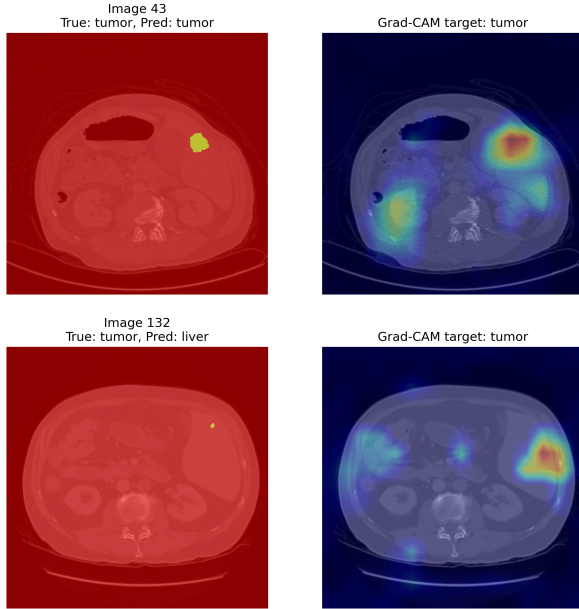 Image 43
True: tumor, Pred: tumor
Grad-CAM target: tumor
Image 132
True: tumor, Pred: liver
Grad-CAM target: tumor